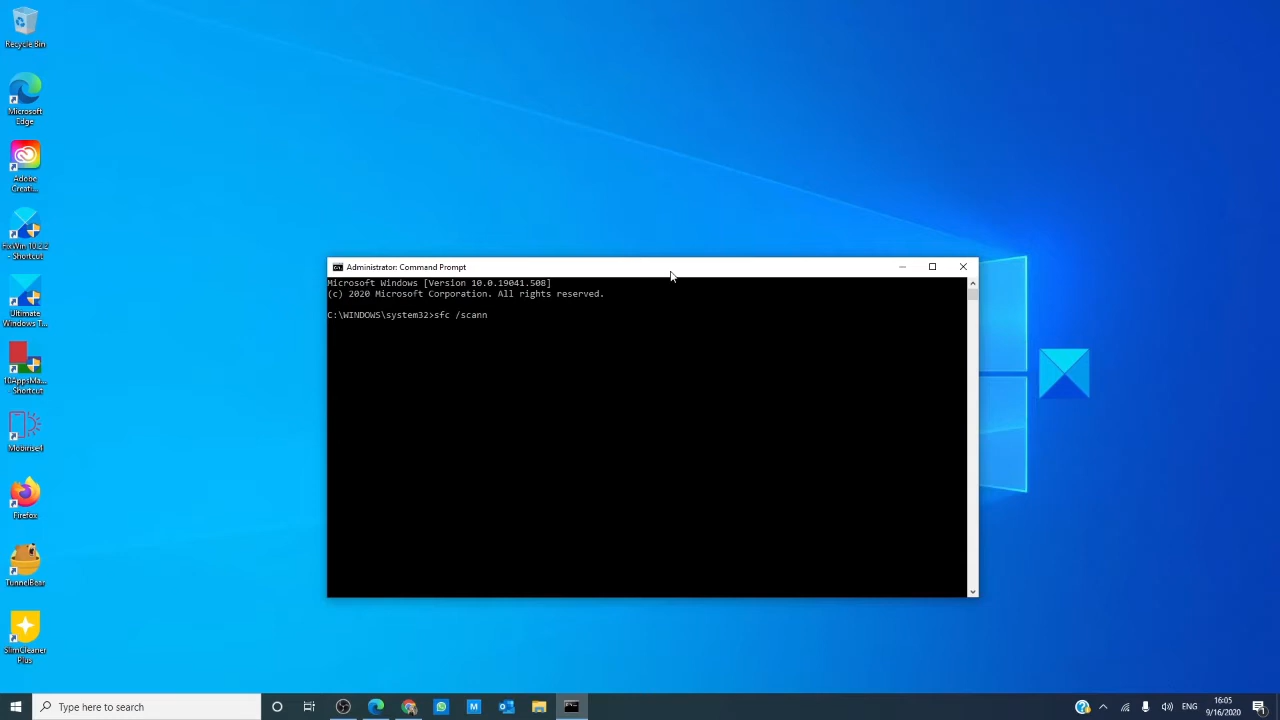 Recycle Bin
Microsoft
Edge
Adobe
Creati...
FixWin 10.2.2
- Shortcut
Ultimate
Windows T...
10AppsMa...
- Shortcut
Mobirise4
Firefox
TunnelBear
SlimCleaner
Plus
Administrator: Command Prompt
Microsoft Windows [Version 10.0.19041.508]
(c) 2020 Microsoft Corporation. All rights reserved.
C:\WINDOWS\system32>sfc /scann
Type here to search
M
ENG
16:05
9/16/2020